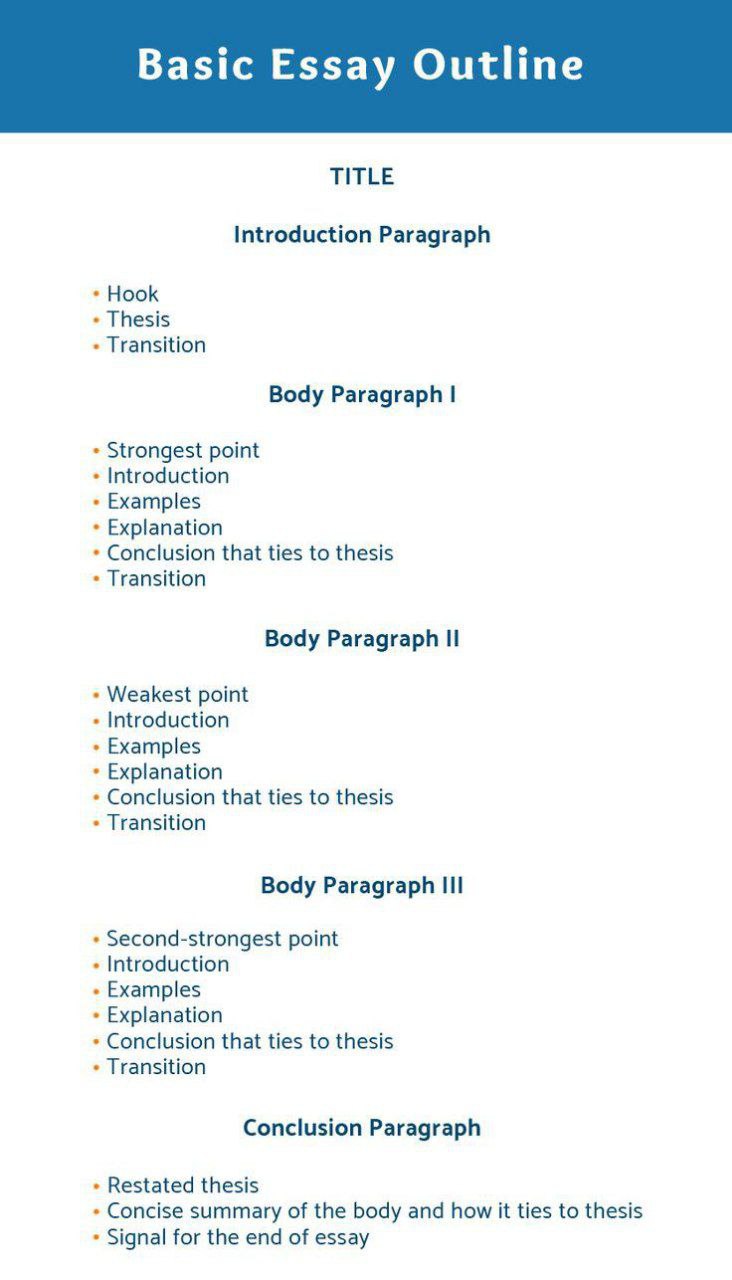 Basic Essay Outline
TITLE
Introduction Paragraph
• Hook
• Thesis
• Transition
Body Paragraph I
• Strongest point
• Introduction
• Examples
• Explanation
• Conclusion that ties to thesis
• Transition
Body Paragraph II
• Weakest point
• Introduction
• Examples
• Explanation
• Conclusion that ties to thesis
• Transition
Body Paragraph III
• Second-strongest point
• Introduction
• Examples
• Explanation
• Conclusion that ties to thesis
• Transition
Conclusion Paragraph
• Restated thesis
• Concise summary of the body and how it ties to thesis
• Signal for the end of essay